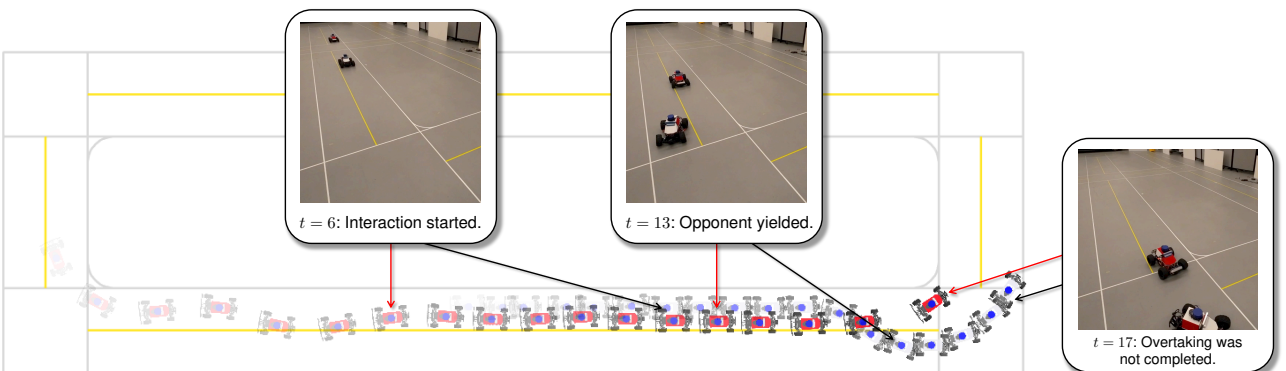 t = 6: Interaction started.
t = 13: Opponent yielded.
t = 17: Overtaking was
not completed.